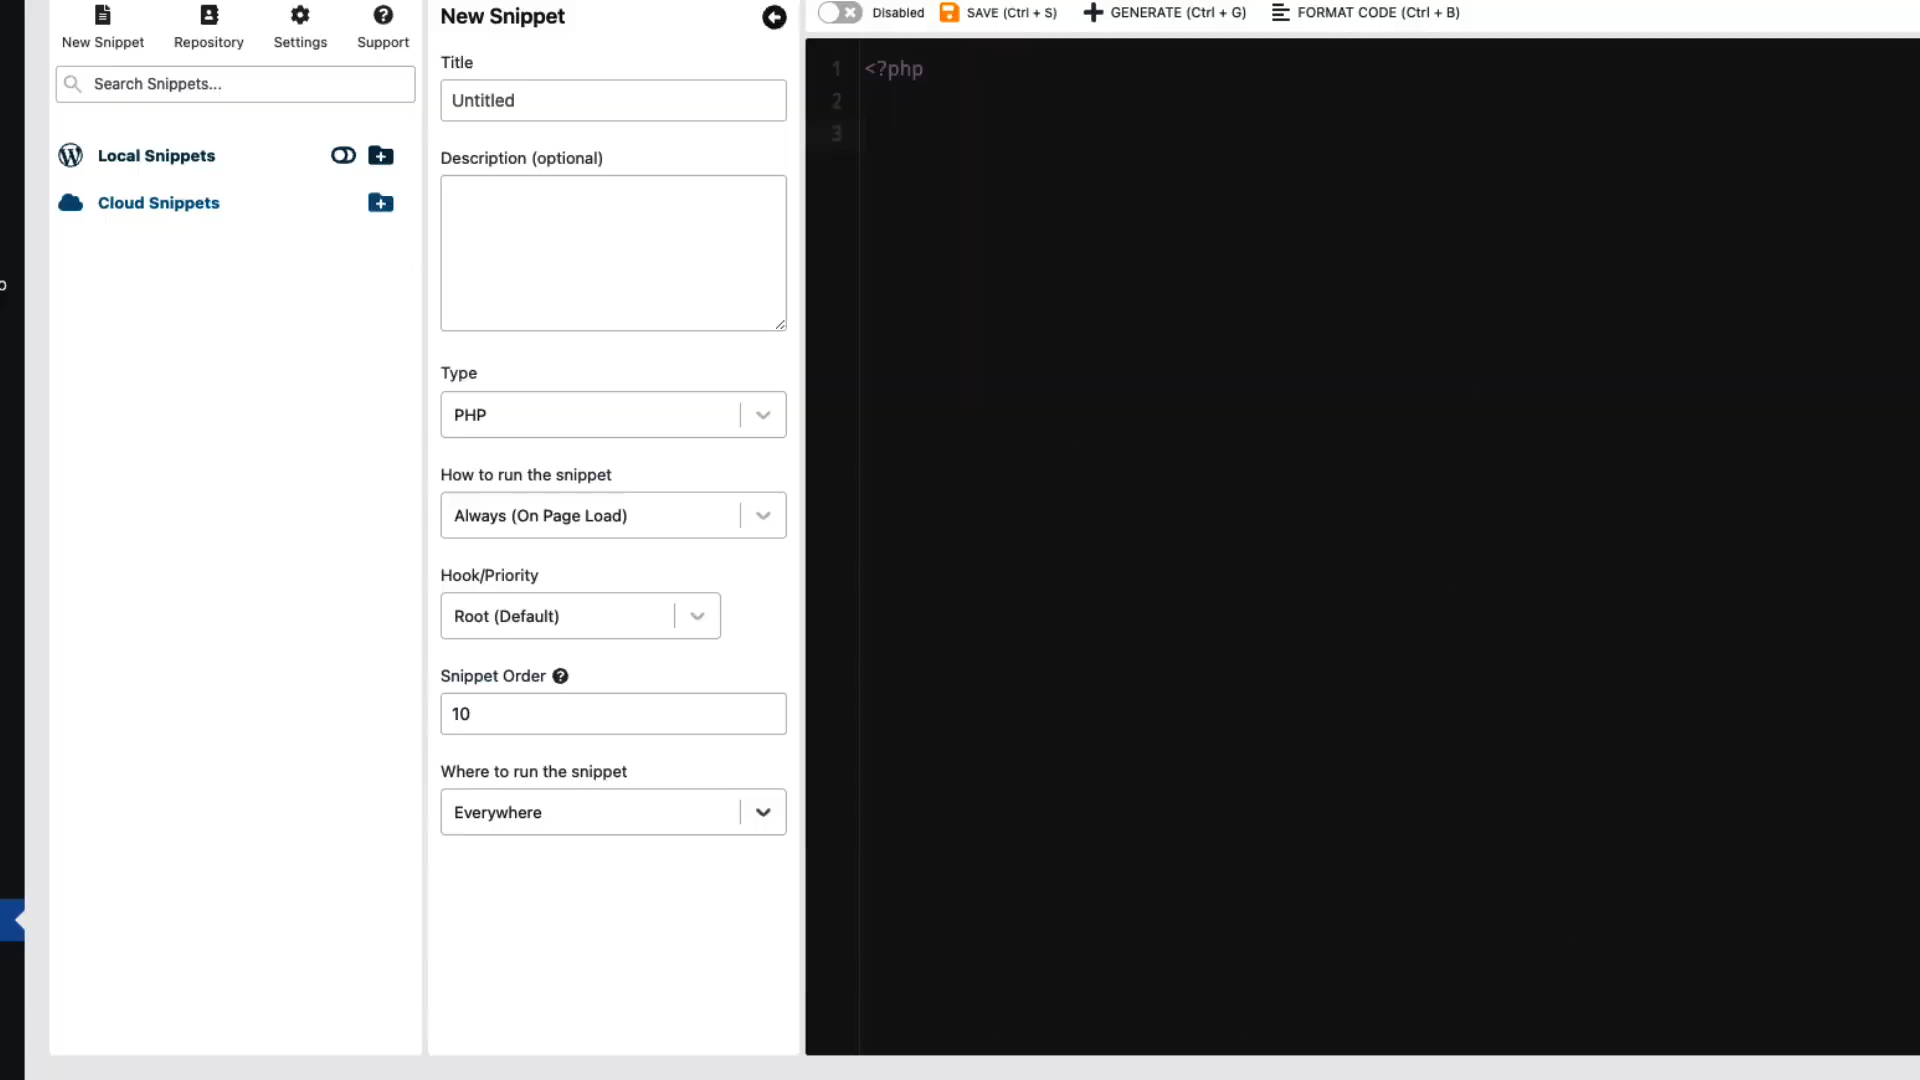 New Snippet
Repository
Settings
Support
Search Snippets...
Local Snippets
Cloud Snippets
New Snippet
Title
Untitled
Description (optional)
Type
PHP
How to run the snippet
Always (On Page Load)
Hook/Priority
Root (Default)
Snippet Order
10
Where to run the snippet
Everywhere
Disabled
SAVE (Ctrl + S)
GENERATE (Ctrl + G)
FORMAT CODE (Ctrl + B)
1 <?php
2
3